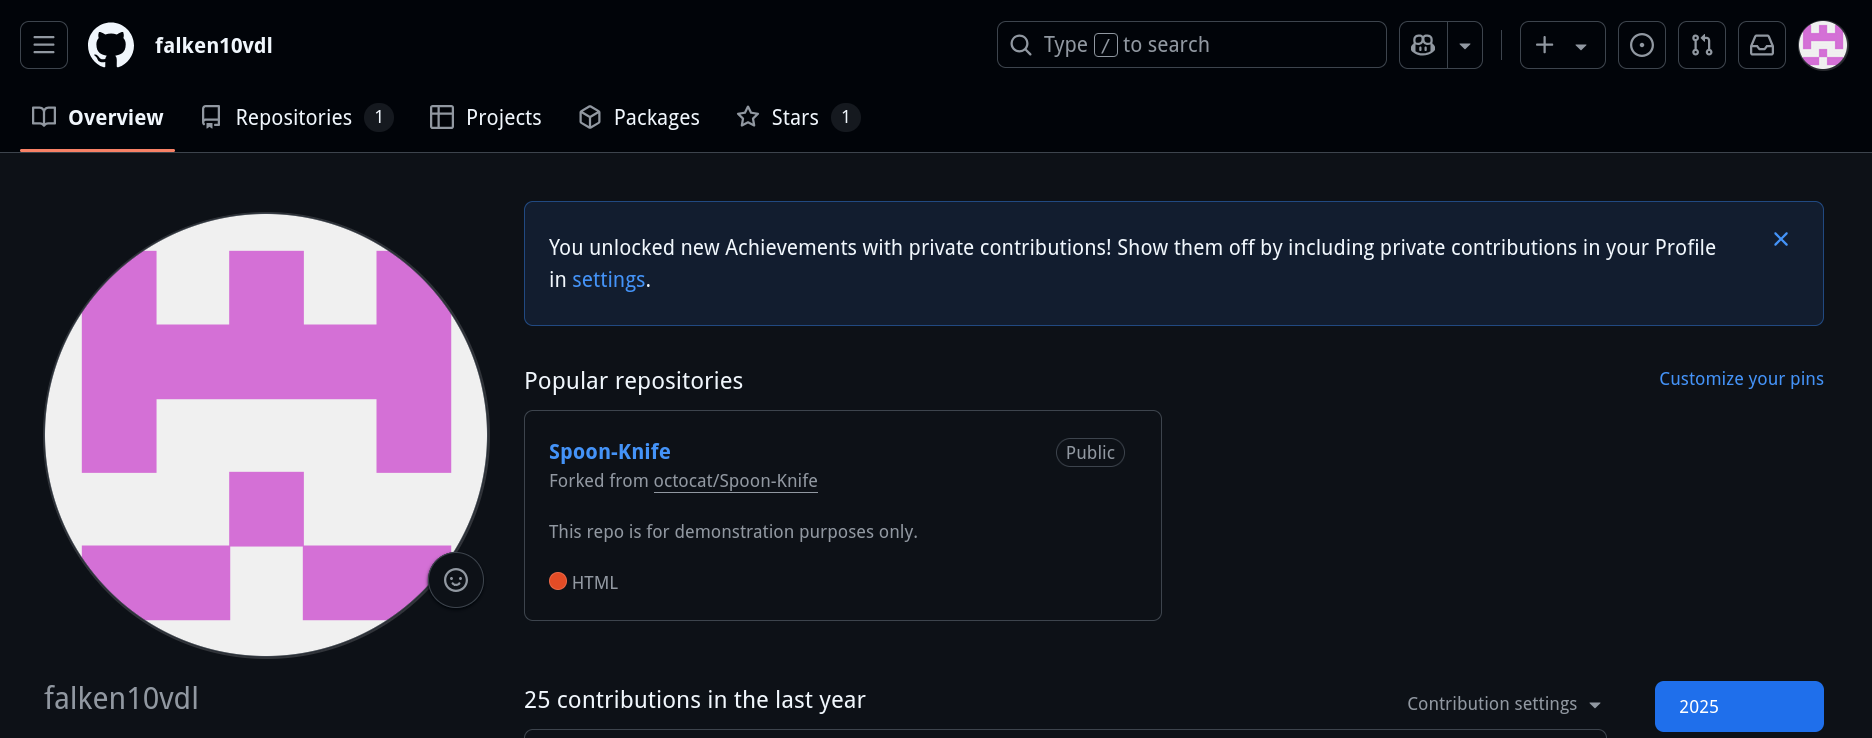 falken10vdl
Type / to search
Overview
Repositories 1
Projects
Packages
Stars 1
You unlocked new Achievements with private contributions! Show them off by including private contributions in your Profile
in settings.
Popular repositories
Customize your pins
Spoon-Knife
Public
Forked from octocat/Spoon-Knife
This repo is for demonstration purposes only.
HTML
falken10vdl
25 contributions in the last year
Contribution settings
2025